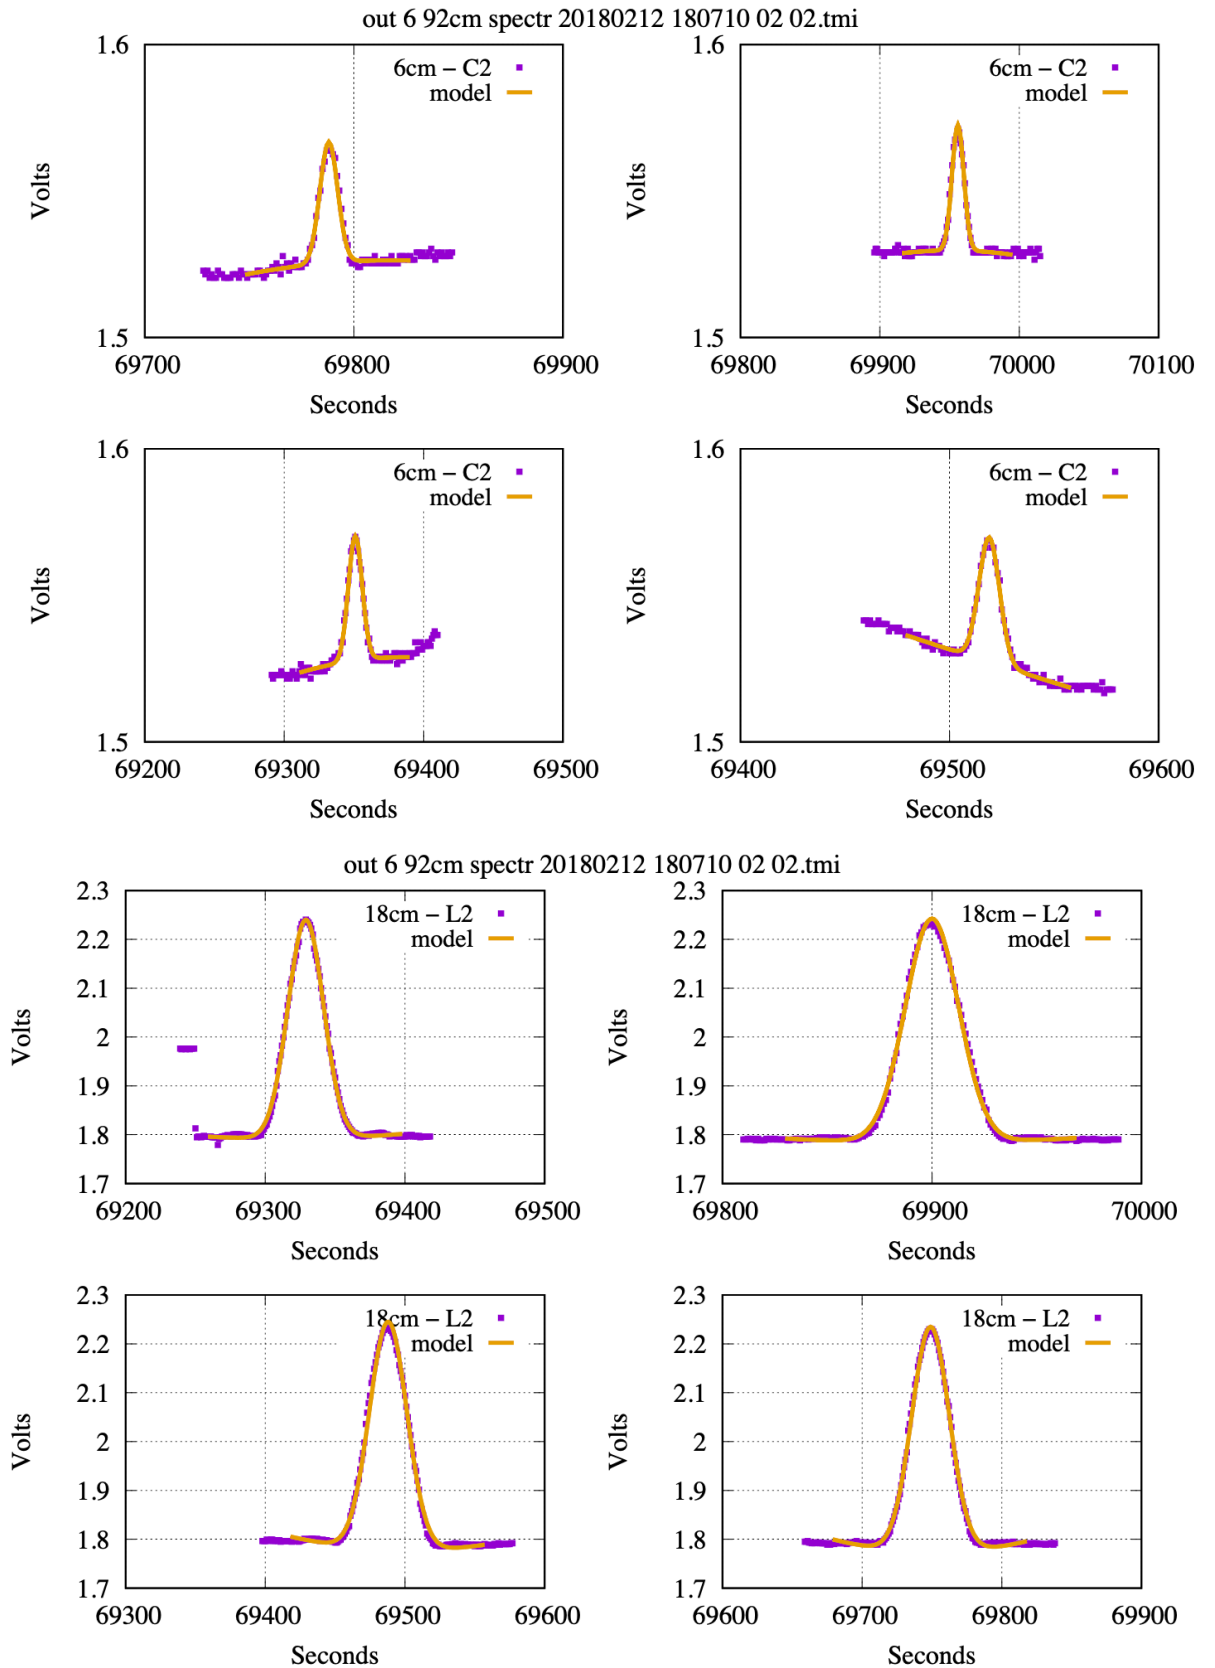 out 6 92cm spectr 20180212 180710 02 02.tmi
1.6
6cm − C2
model
Volts
1.5
69700 69800 69900
Seconds
1.6
6cm − C2
model
Volts
1.5
69800 69900 70000 70100
Seconds
1.6
6cm − C2
model
Volts
1.5
69200 69300 69400 69500
Seconds
1.6
6cm − C2
model
Volts
1.5
69400 69500 69600
Seconds
out 6 92cm spectr 20180212 180710 02 02.tmi
2.3
18cm − L2
2.2
model
2.1
Volts
2
1.9
1.8
1.7
69200 69300 69400 69500
Seconds
2.3
18cm − L2
2.2
model
2.1
Volts
2
1.9
1.8
1.7
69800 69900 70000
Seconds
2.3
18cm − L2
2.2
model
2.1
Volts
2
1.9
1.8
1.7
69300 69400 69500 69600
Seconds
2.3
18cm − L2
2.2
model
2.1
Volts
2
1.9
1.8
1.7
69600 69700 69800 69900
Seconds